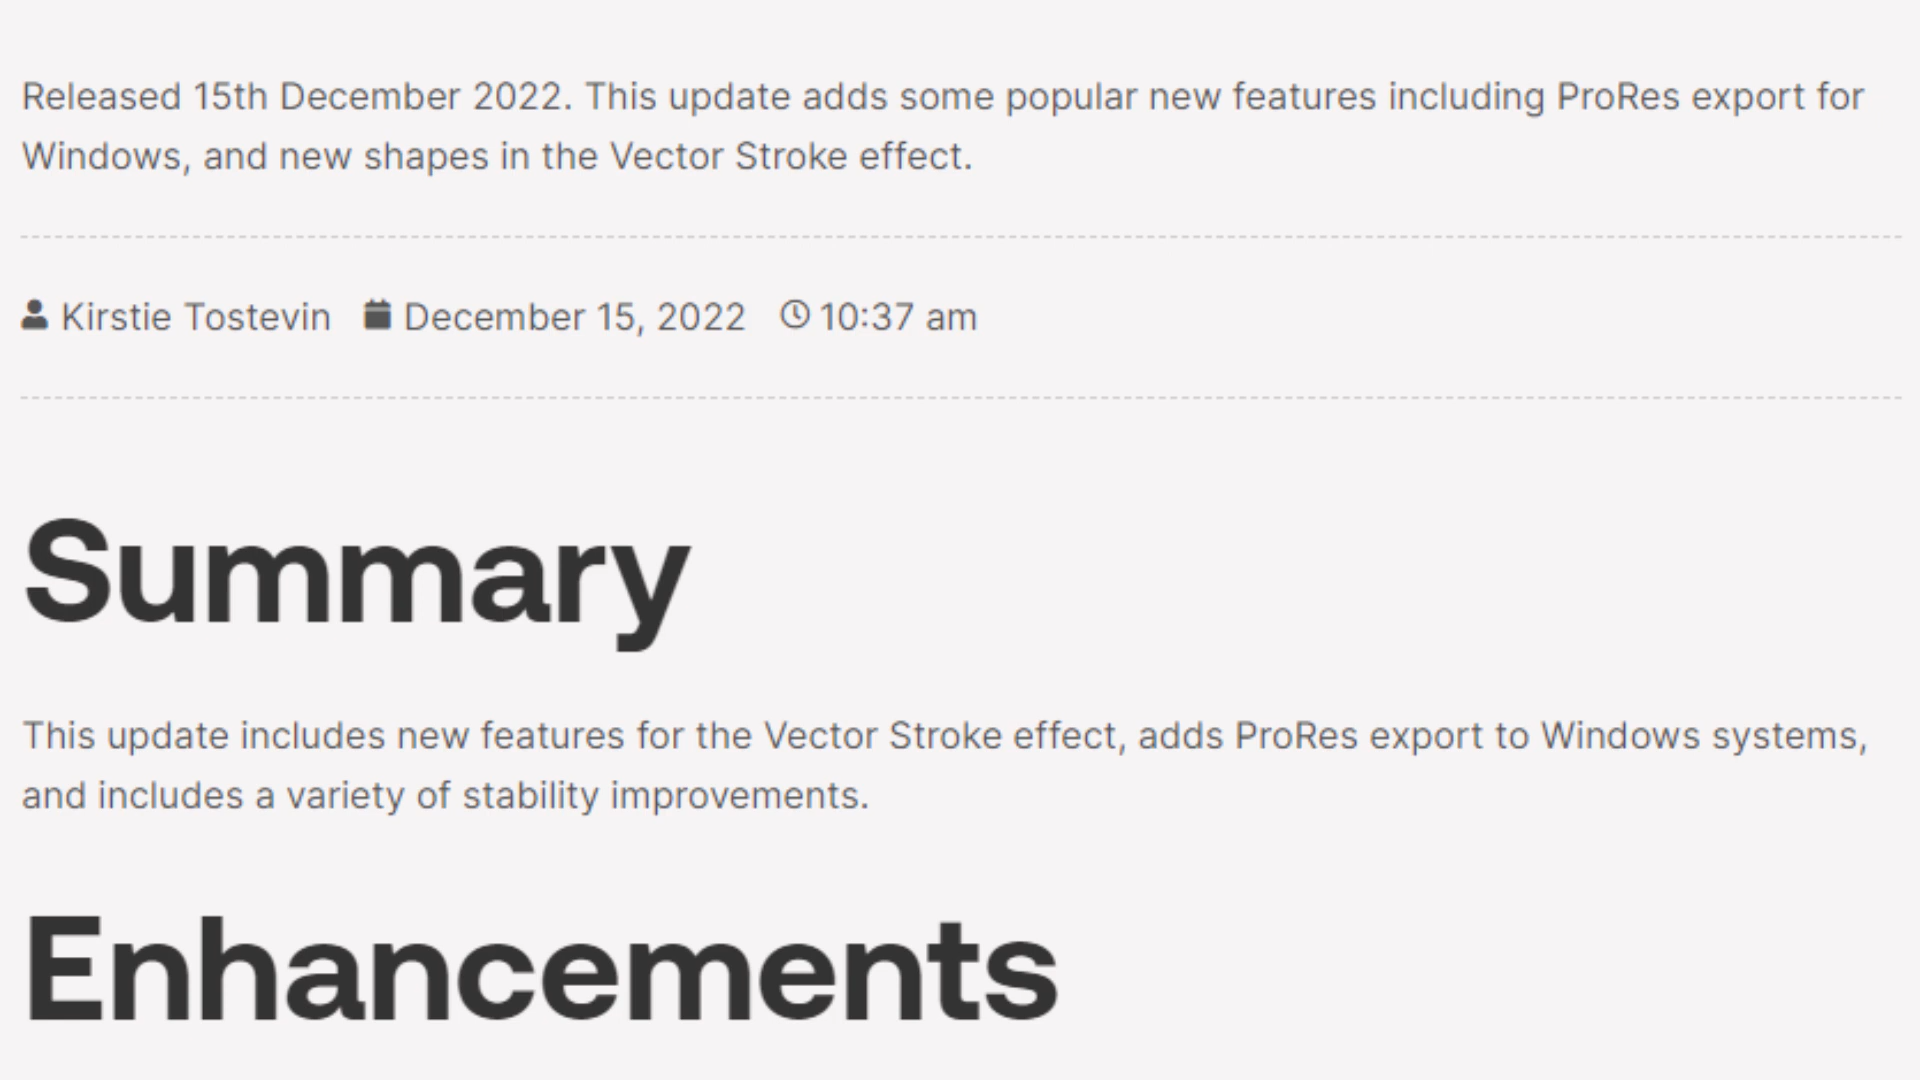 Released 15th December 2022. This update adds some popular new features including ProRes export for
Windows, and new shapes in the Vector Stroke effect.
Kirstie Tostevin December 15, 2022 10:37 am
Summary
This update includes new features for the Vector Stroke effect, adds ProRes export to Windows systems,
and includes a variety of stability improvements.
Enhancements